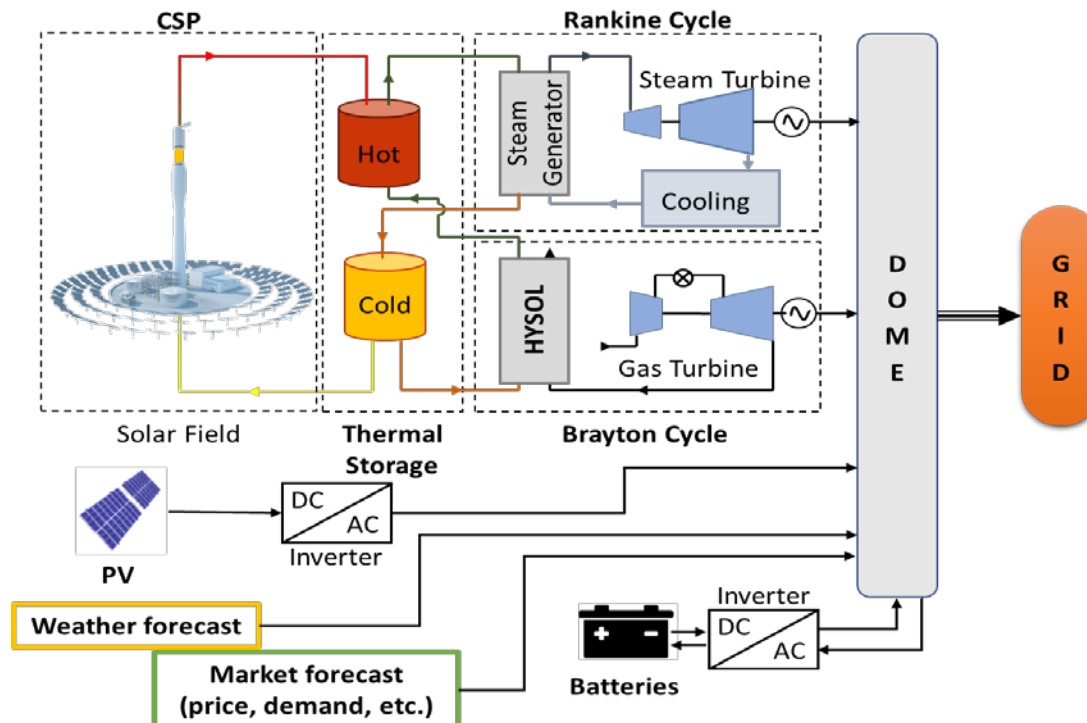 CSP
Rankine Cycle
Steam Turbine
Steam
Generator
Hot
Cooling
Cold
HYSOL
Gas Turbine
D
O
M
E
G
R
I
D
Solar Field
Thermal
Storage
Brayton Cycle
DC
AC
Inverter
PV
Weather forecast
Market forecast
(price, demand, etc.)
Batteries
Inverter
DC
AC